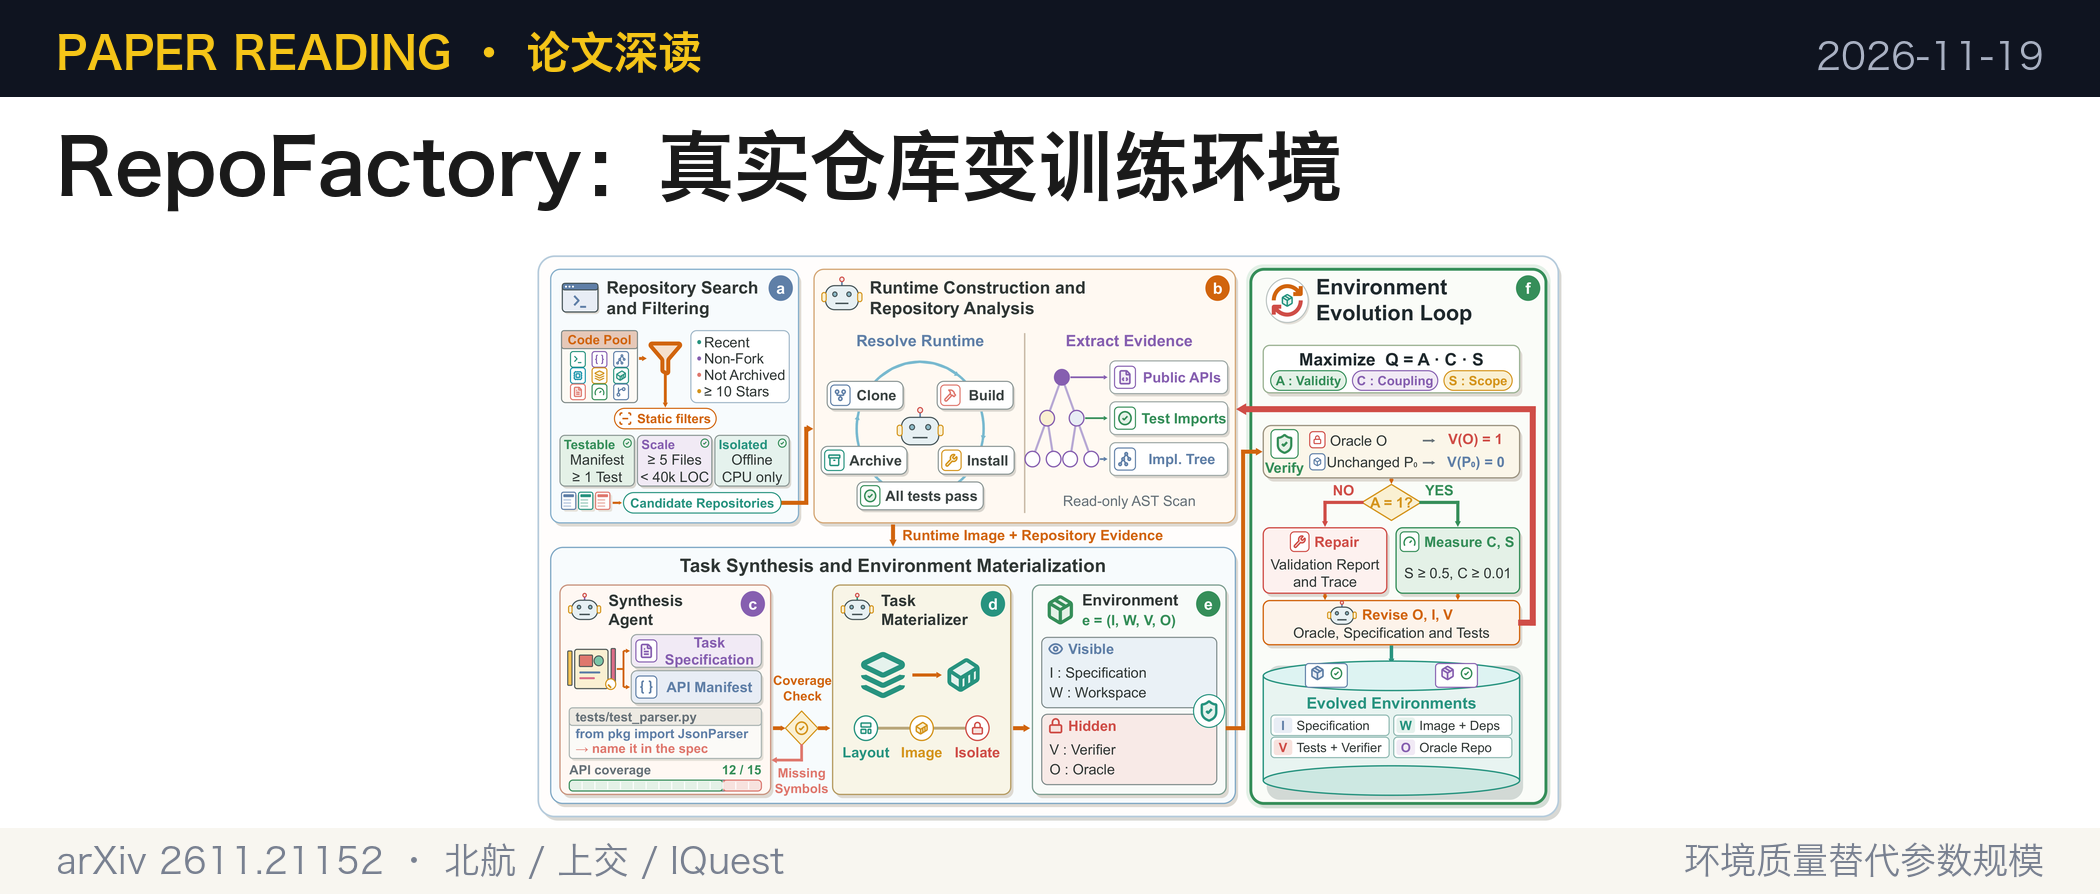 PAPER READING · 论文深读
2026-11-19
RepoFactory：真实仓库变训练环境
Repository Search
and Filtering
a
Code Pool
• Recent
• Non-Fork
• Not Archived
• ≥ 10 Stars
Static filters
Testable
Manifest
≥ 1 Test
Scale
≥ 5 Files
< 40k LOC
Isolated
Offline
CPU only
Candidate Repositories
Runtime Construction and
Repository Analysis
b
Resolve Runtime
Clone
Build
Archive
Install
All tests pass
Extract Evidence
Public APIs
Test Imports
Impl. Tree
Read-only AST Scan
Runtime Image + Repository Evidence
Task Synthesis and Environment Materialization
Synthesis
Agent
c
Task
Specification
API Manifest
tests/test_parser.py
from pkg import JsonParser
→ name it in the spec
API coverage 12 / 15
Coverage
Check
Missing
Symbols
Task
Materializer
d
Layout
Image
Isolate
Environment
e = (I, W, V, O)
e
Visible
I : Specification
W : Workspace
Hidden
V : Verifier
O : Oracle
Environment
Evolution Loop
f
Maximize Q = A · C · S
A : Validity
C : Coupling
S : Scope
Verify
Oracle O → V(O) = 1
Unchanged P₀ → V(P₀) = 0
NO
YES
A = 1?
Repair
Validation Report
and Trace
Measure C, S
S ≥ 0.5, C ≥ 0.01
Revise O, I, V
Oracle, Specification and Tests
Evolved Environments
I Specification
W Image + Deps
V Tests + Verifier
O Oracle Repo
arXiv 2611.21152 · 北航 / 上交 / IQuest
环境质量替代参数规模